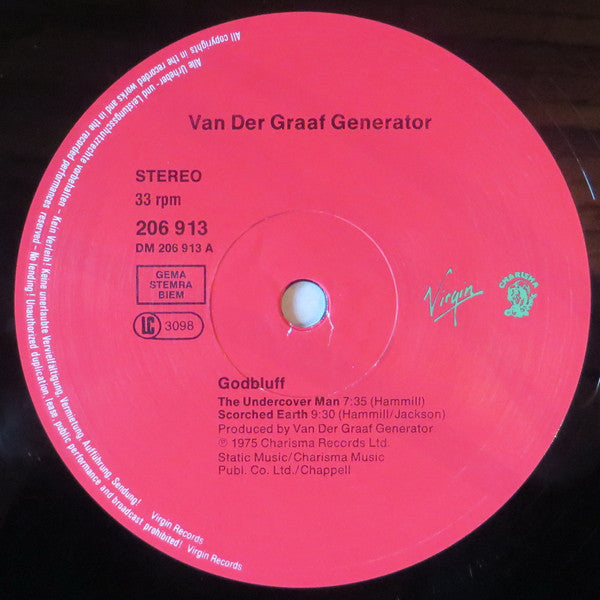 Van Der Graaf Generator
STEREO
33 rpm
206 913
DM 206 913 A
GEMA
STEMRA
BIEM
LC 3098
Virgin
CHARISMA
Godbluff
The Undercover Man 7:35 (Hammill)
Scorched Earth 9:30 (Hammill/Jackson)
Produced by Van Der Graaf Generator
℗ 1975 Charisma Records Ltd.
Static Music/Charisma Music
Publ. Co. Ltd./Chappell
Alle Urheber- und Leistungsschutzrechte vorbehalten - Kein Verleih! Keine unerlaubte Vervielfältigung, Vermietung, Aufführung, Sendung! Virgin Records
All copyrights in the recorded works and in the recorded performances reserved - No lending! Unauthorized duplication, lease, public performance and broadcast prohibited! Virgin Records